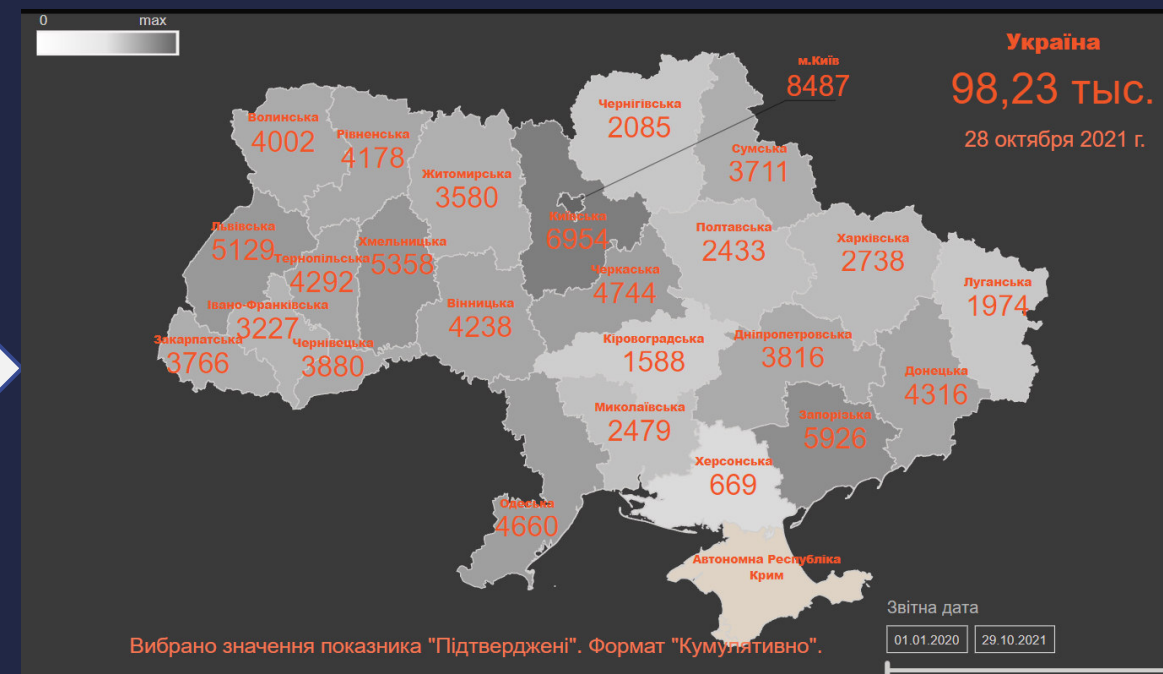 0 max
Україна
98,23 тыс.
28 октября 2021 г.
м.Київ
8487
Чернігівська
2085
Волинська
4002
Рівненська
4178
Сумська
3711
Житомирська
3580
Київська
6954
Львівська
5129
Тернопільська
4292
Хмельницька
5358
Полтавська
2433
Харківська
2738
Черкаська
4744
Луганська
1974
Івано-Франківська
3227
Вінницька
4238
Закарпатська
3766
Чернівецька
3880
Кіровоградська
1588
Дніпропетровська
3816
Донецька
4316
Миколаївська
2479
Запорізька
5926
Херсонська
669
Одеська
4660
Автономна Республіка
Крим
Звітна дата
01.01.2020 29.10.2021
Вибрано значення показника "Підтверджені". Формат "Кумулятивно".